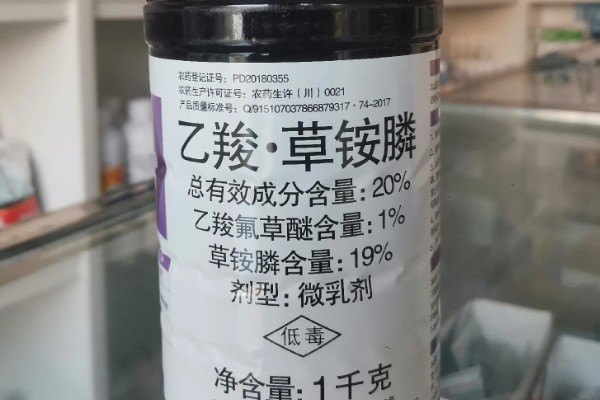 农药登记证号：PD20180355
农药生产许可证号：农药生许（川）0021
产品质量标准号：Q/915107037866879317·74-2017
乙羧·草铵膦
总有效成分含量：20%
乙羧氟草醚含量：1%
草铵膦含量：19%
剂型：微乳剂
低毒
净含量：1千克